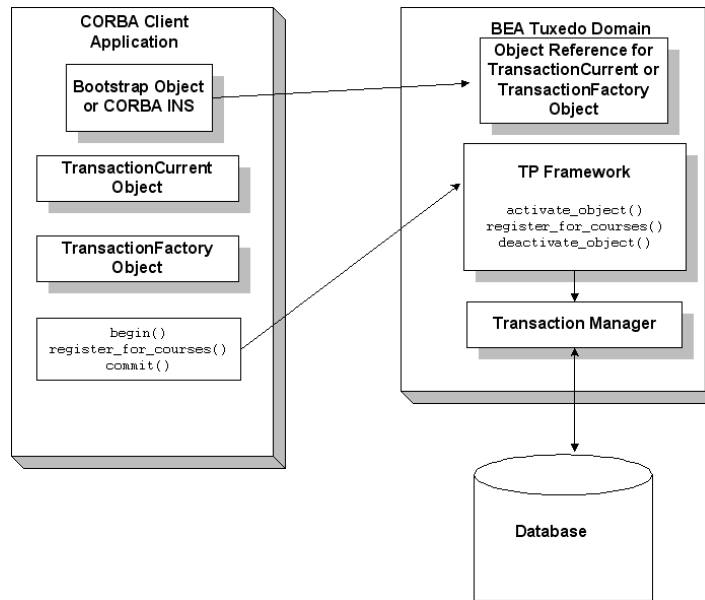 CORBA Client
Application
Bootstrap Object
or CORBA INS
TransactionCurrent
Object
TransactionFactory
Object
begin()
register_for_courses()
commit()
BEA Tuxedo Domain
Object Reference for
TransactionCurrent or
TransactionFactory
Object
TP Framework
activate_object()
register_for_courses()
deactivate_object()
Transaction Manager
Database